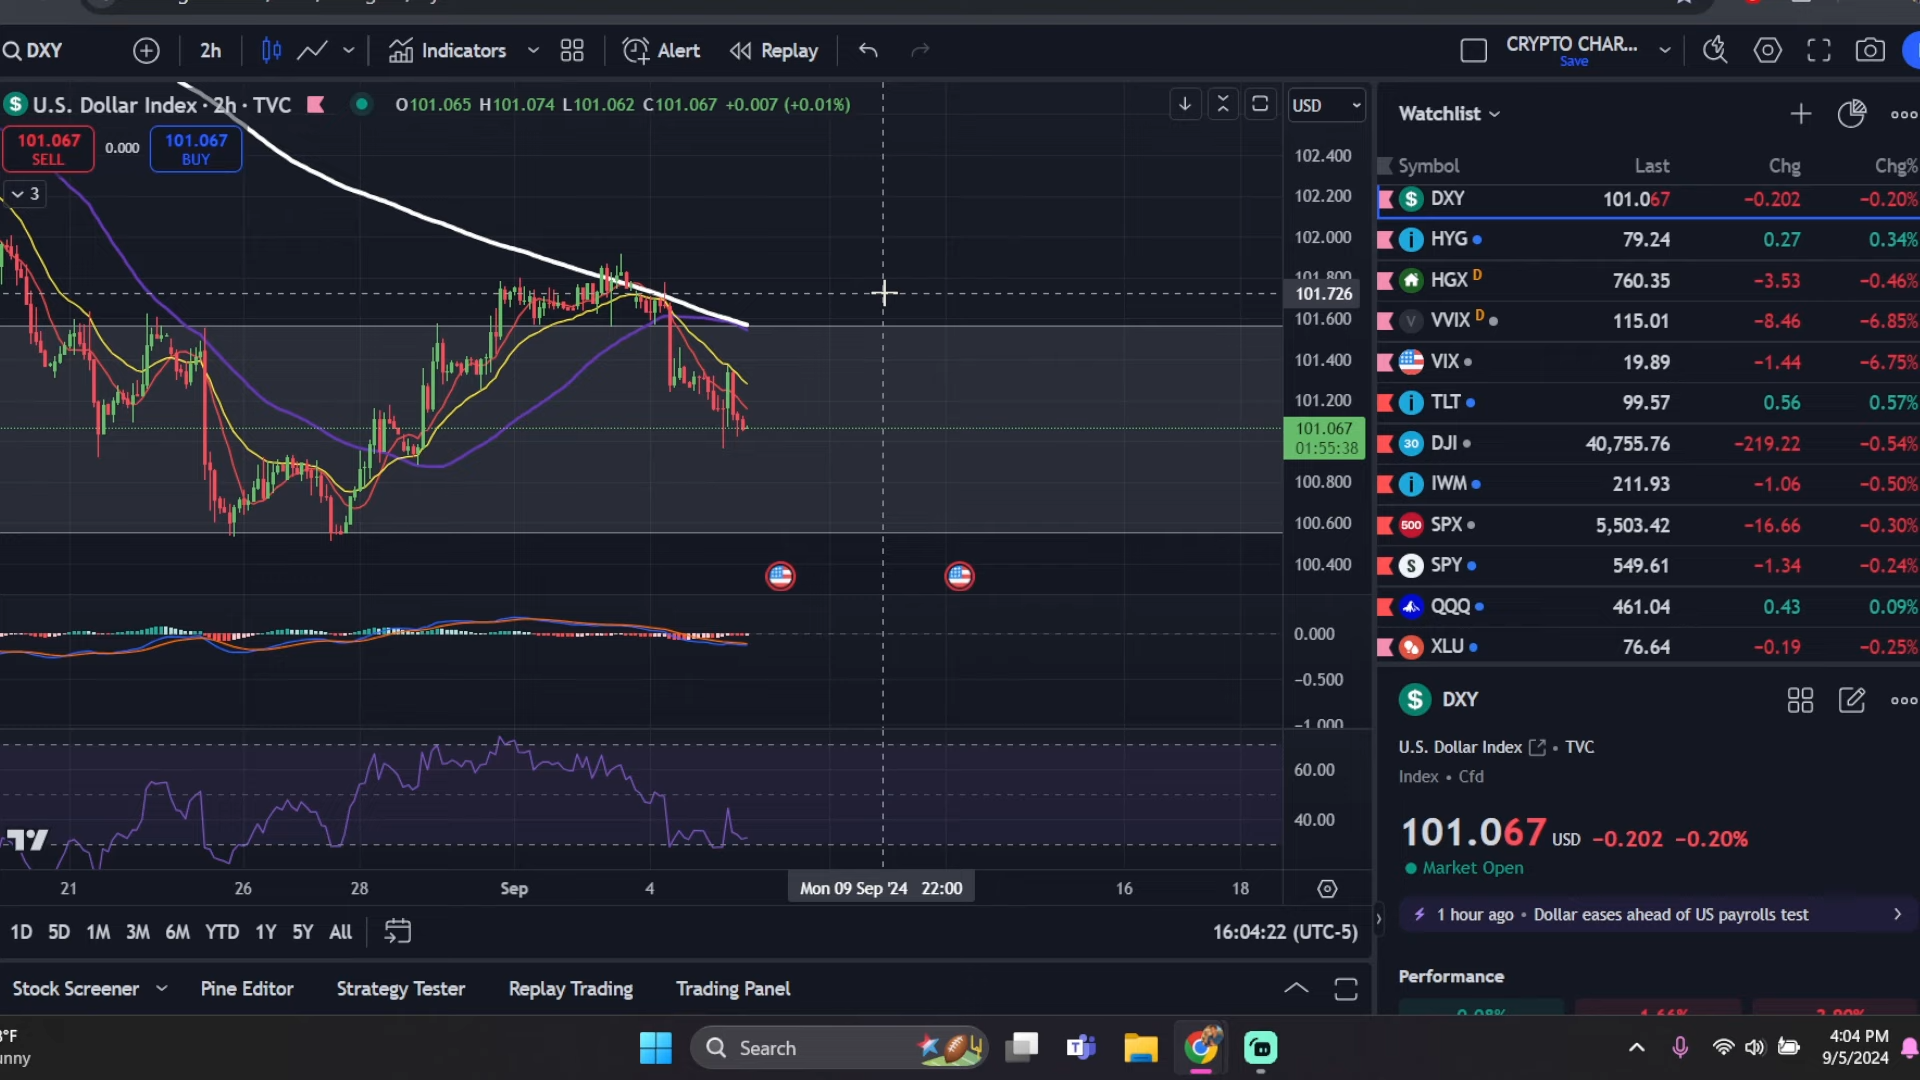 DXY
2h
Indicators
Alert
Replay
CRYPTO CHAR...
Save
U.S. Dollar Index · 2h · TVC
O101.065 H101.074 L101.062 C101.067 +0.007 (+0.01%)
USD
101.067
SELL
0.000
101.067
BUY
3
102.400
102.200
102.000
101.800
101.726
101.600
101.400
101.200
101.067
01:55:38
100.800
100.600
100.400
0.000
-0.500
-1.000
60.00
40.00
21
26
28
Sep
4
Mon 09 Sep '24 22:00
16
18
1D 5D 1M 3M 6M YTD 1Y 5Y All
16:04:22 (UTC-5)
Stock Screener
Pine Editor
Strategy Tester
Replay Trading
Trading Panel
Watchlist
Symbol Last Chg Chg%
DXY 101.067 −0.202 −0.20%
HYG 79.24 0.27 0.34%
HGX D 760.35 −3.53 −0.46%
VVIX D 115.01 −8.46 −6.85%
VIX 19.89 −1.44 −6.75%
TLT 99.57 0.56 0.57%
30 DJI 40,755.76 −219.22 −0.54%
IWM 211.93 −1.06 −0.50%
500 SPX 5,503.42 −16.66 −0.30%
SPY 549.61 −1.34 −0.24%
QQQ 461.04 0.43 0.09%
XLU 76.64 −0.19 −0.25%
DXY
U.S. Dollar Index • TVC
Index • Cfd
101.067 USD −0.202 −0.20%
Market Open
1 hour ago • Dollar eases ahead of US payrolls test
Performance
Search
4:04 PM
9/5/2024